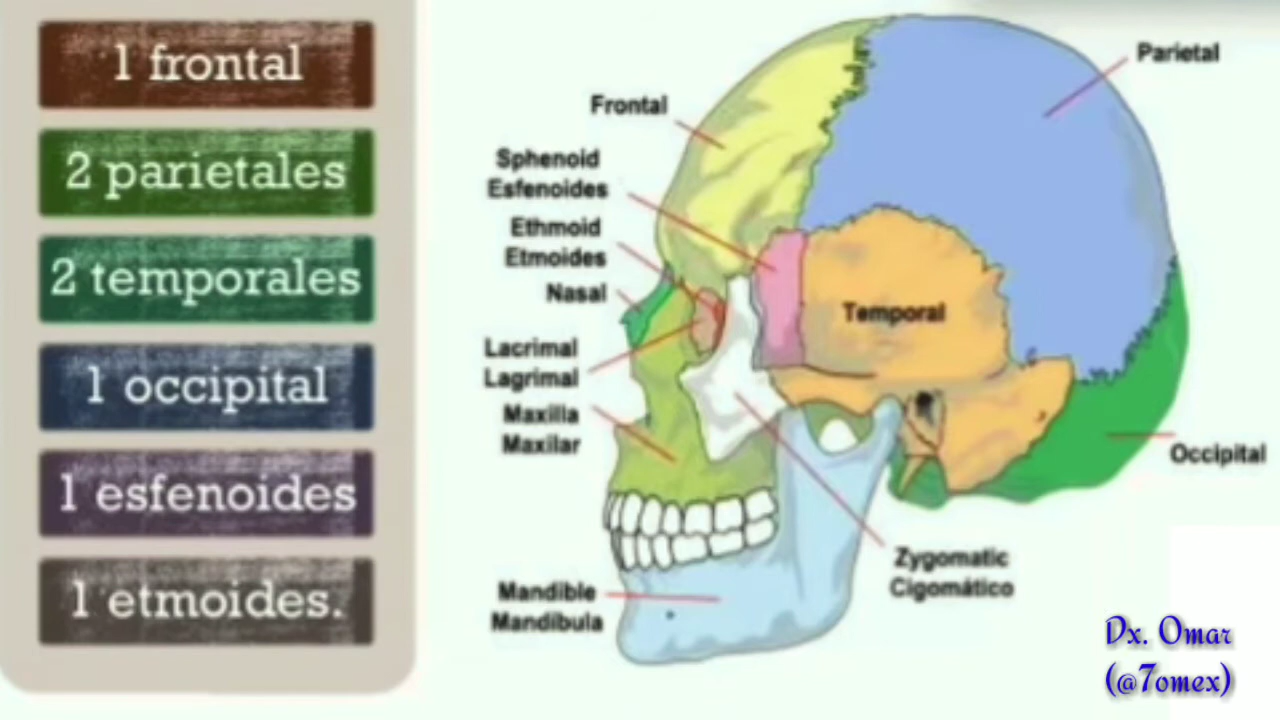 1 frontal
2 parietales
2 temporales
1 occipital
1 esfenoides
1 etmoides.
Parietal
Frontal
Sphenoid
Esfenoides
Ethmoid
Etmoides
Nasal
Temporal
Lacrimal
Lagrimal
Maxilla
Maxilar
Occipital
Zygomatic
Cigomático
Mandible
Mandíbula
Dx. Omar
(@7omex)